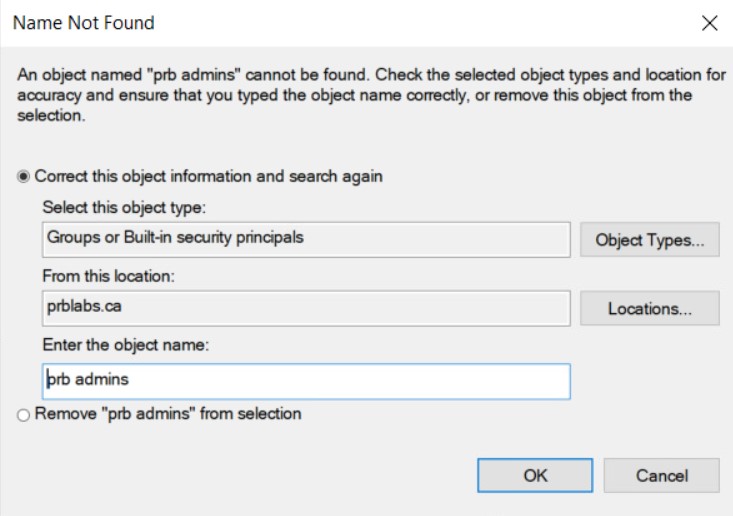 Name Not Found
An object named "prb admins" cannot be found. Check the selected object types and location for
accuracy and ensure that you typed the object name correctly, or remove this object from the
selection.
Correct this object information and search again
Select this object type:
Groups or Built-in security principals
Object Types...
From this location:
prblabs.ca
Locations...
Enter the object name:
prb admins
Remove "prb admins" from selection
OK
Cancel